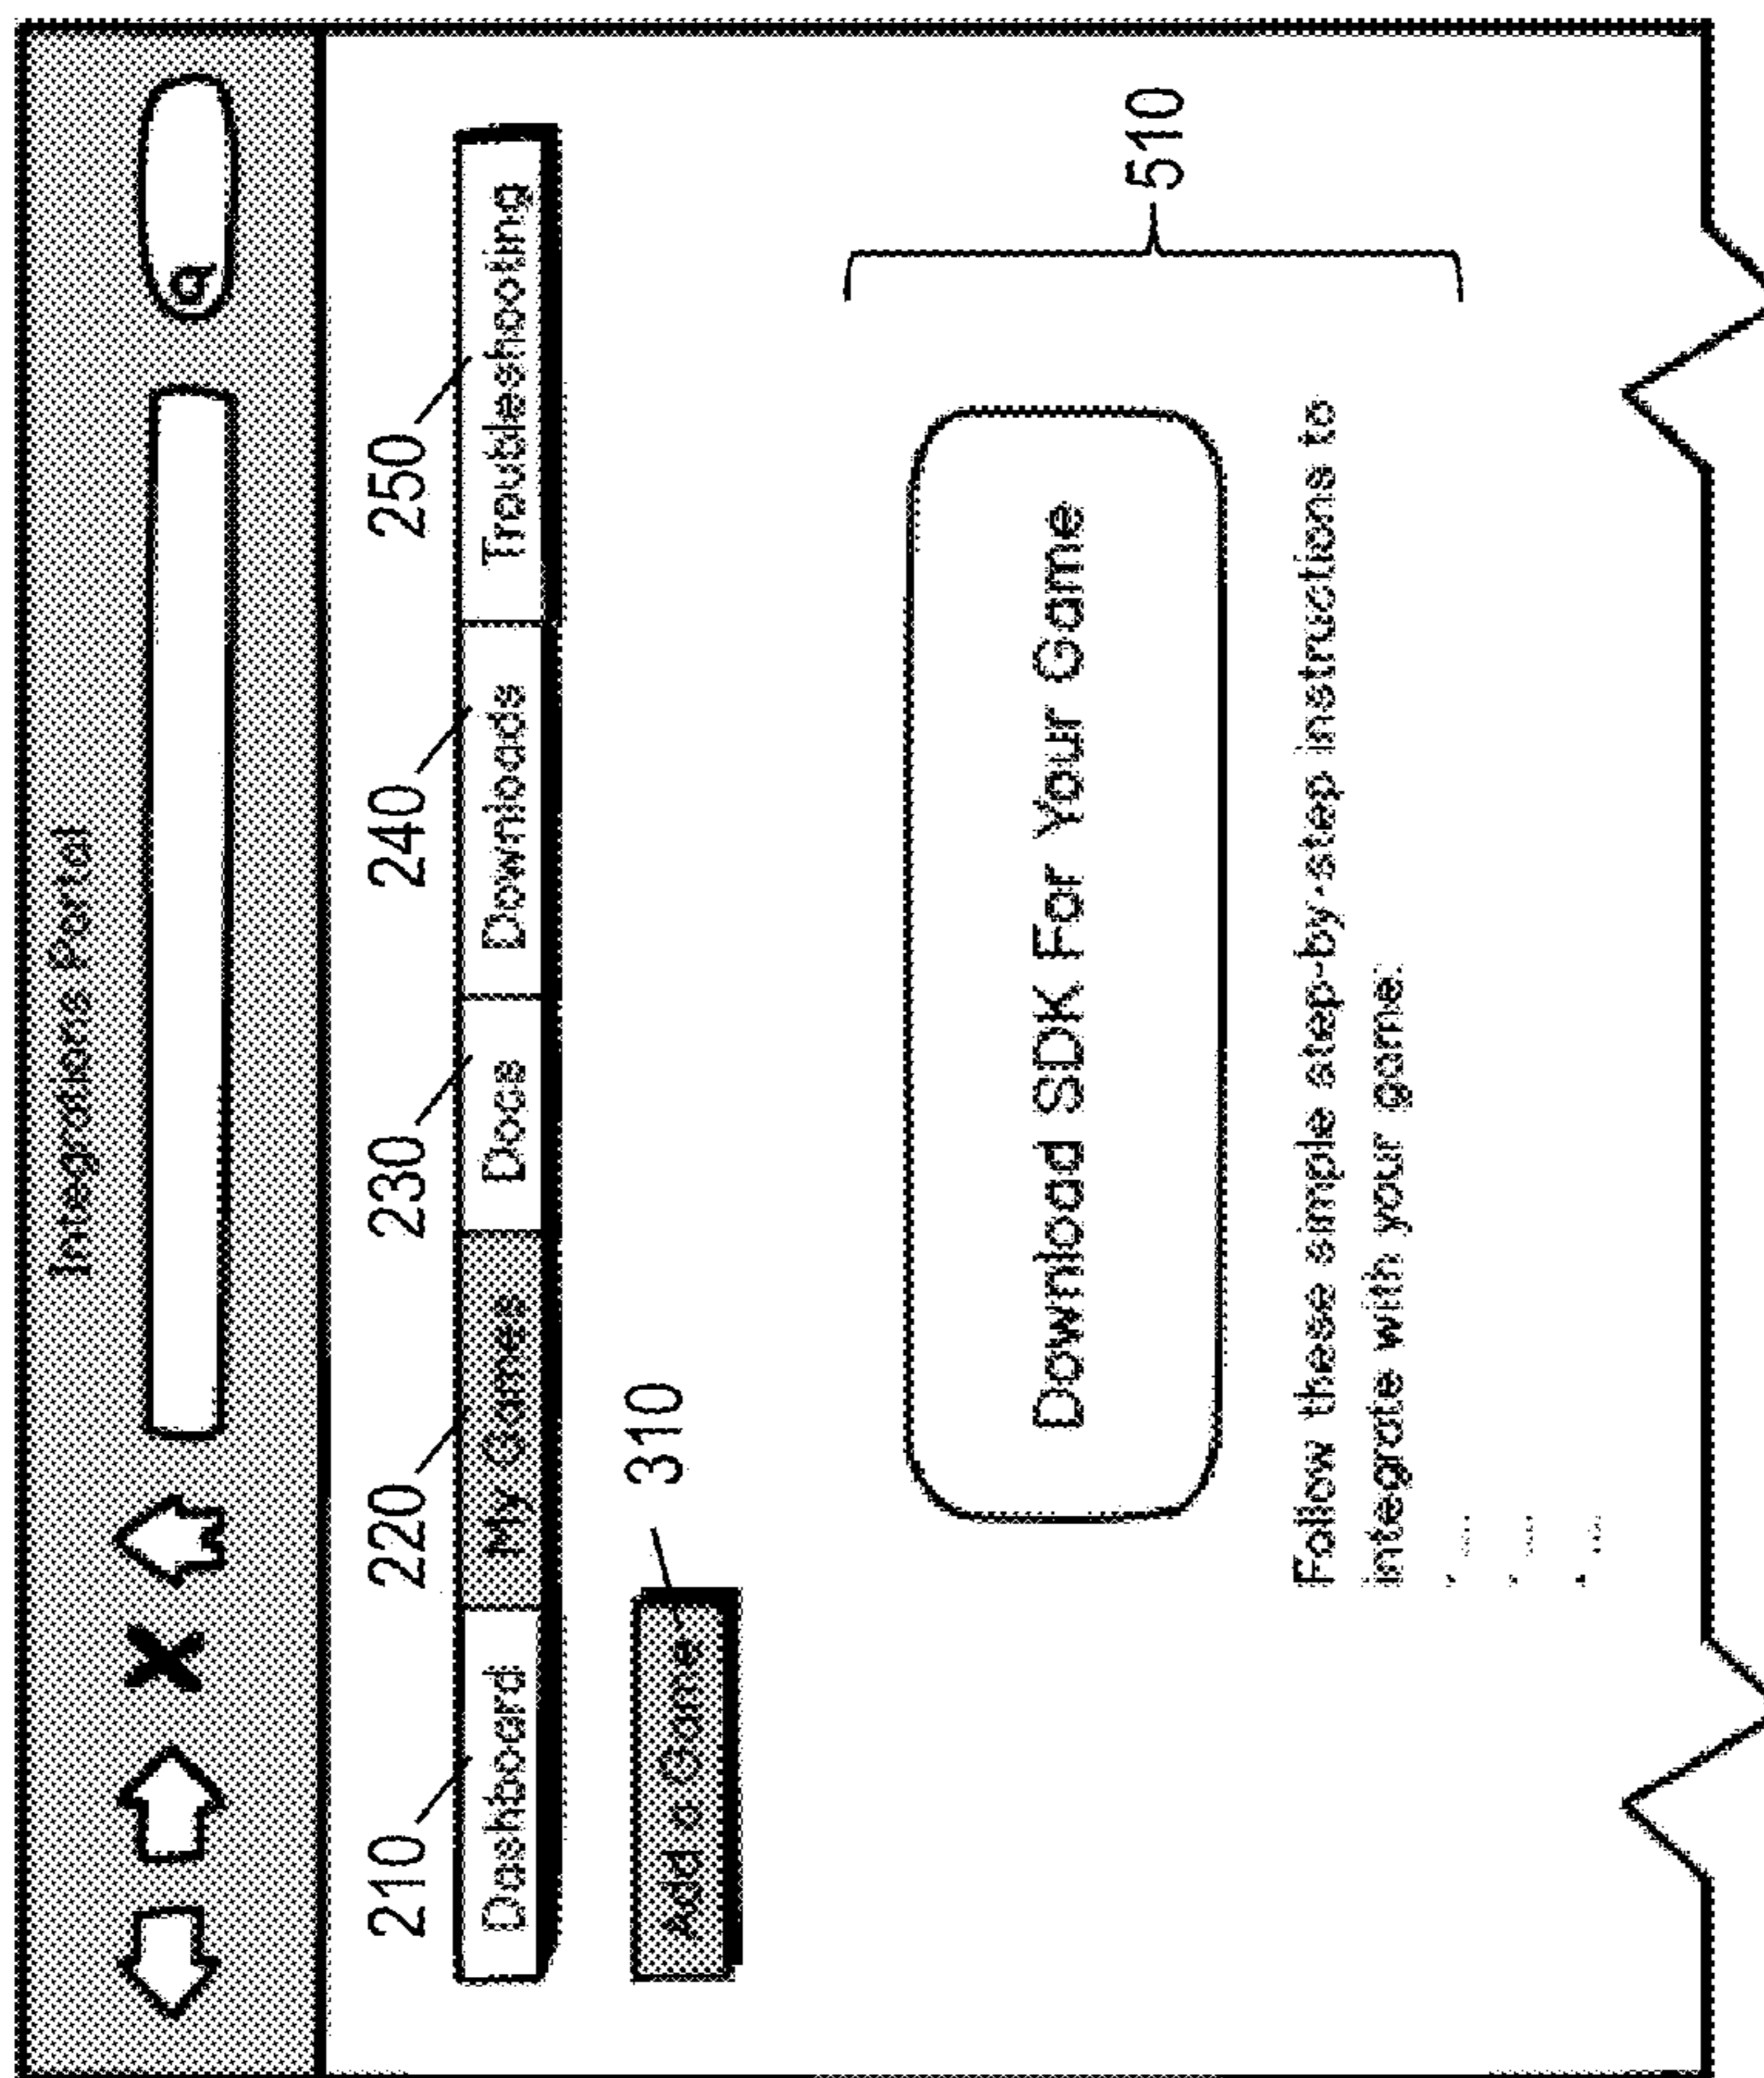 Integrations Portal
210 220 230 240 250
Dashboard My Games Docs Downloads Troubleshooting
Add a Game 310
510
Download SDK For Your Game
Follow these simple step-by-step instructions to
integrate with your game: